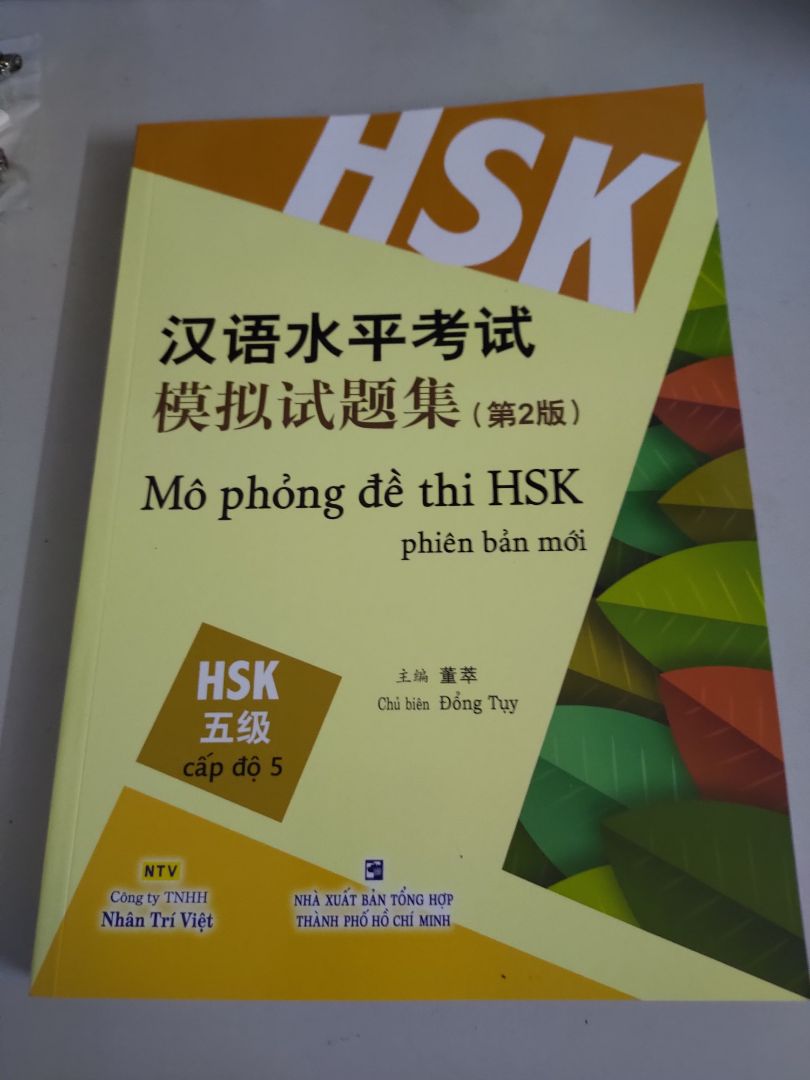 HSK
汉语水平考试
模拟试题集(第2版)
Mô phỏng đề thi HSK
phiên bản mới
主编 董萃
Chủ biên Đổng Tụy
HSK
五级
cấp độ 5
NTV
Công ty TNHH
Nhân Trí Việt
NHÀ XUẤT BẢN TỔNG HỢP
THÀNH PHỐ HỒ CHÍ MINH